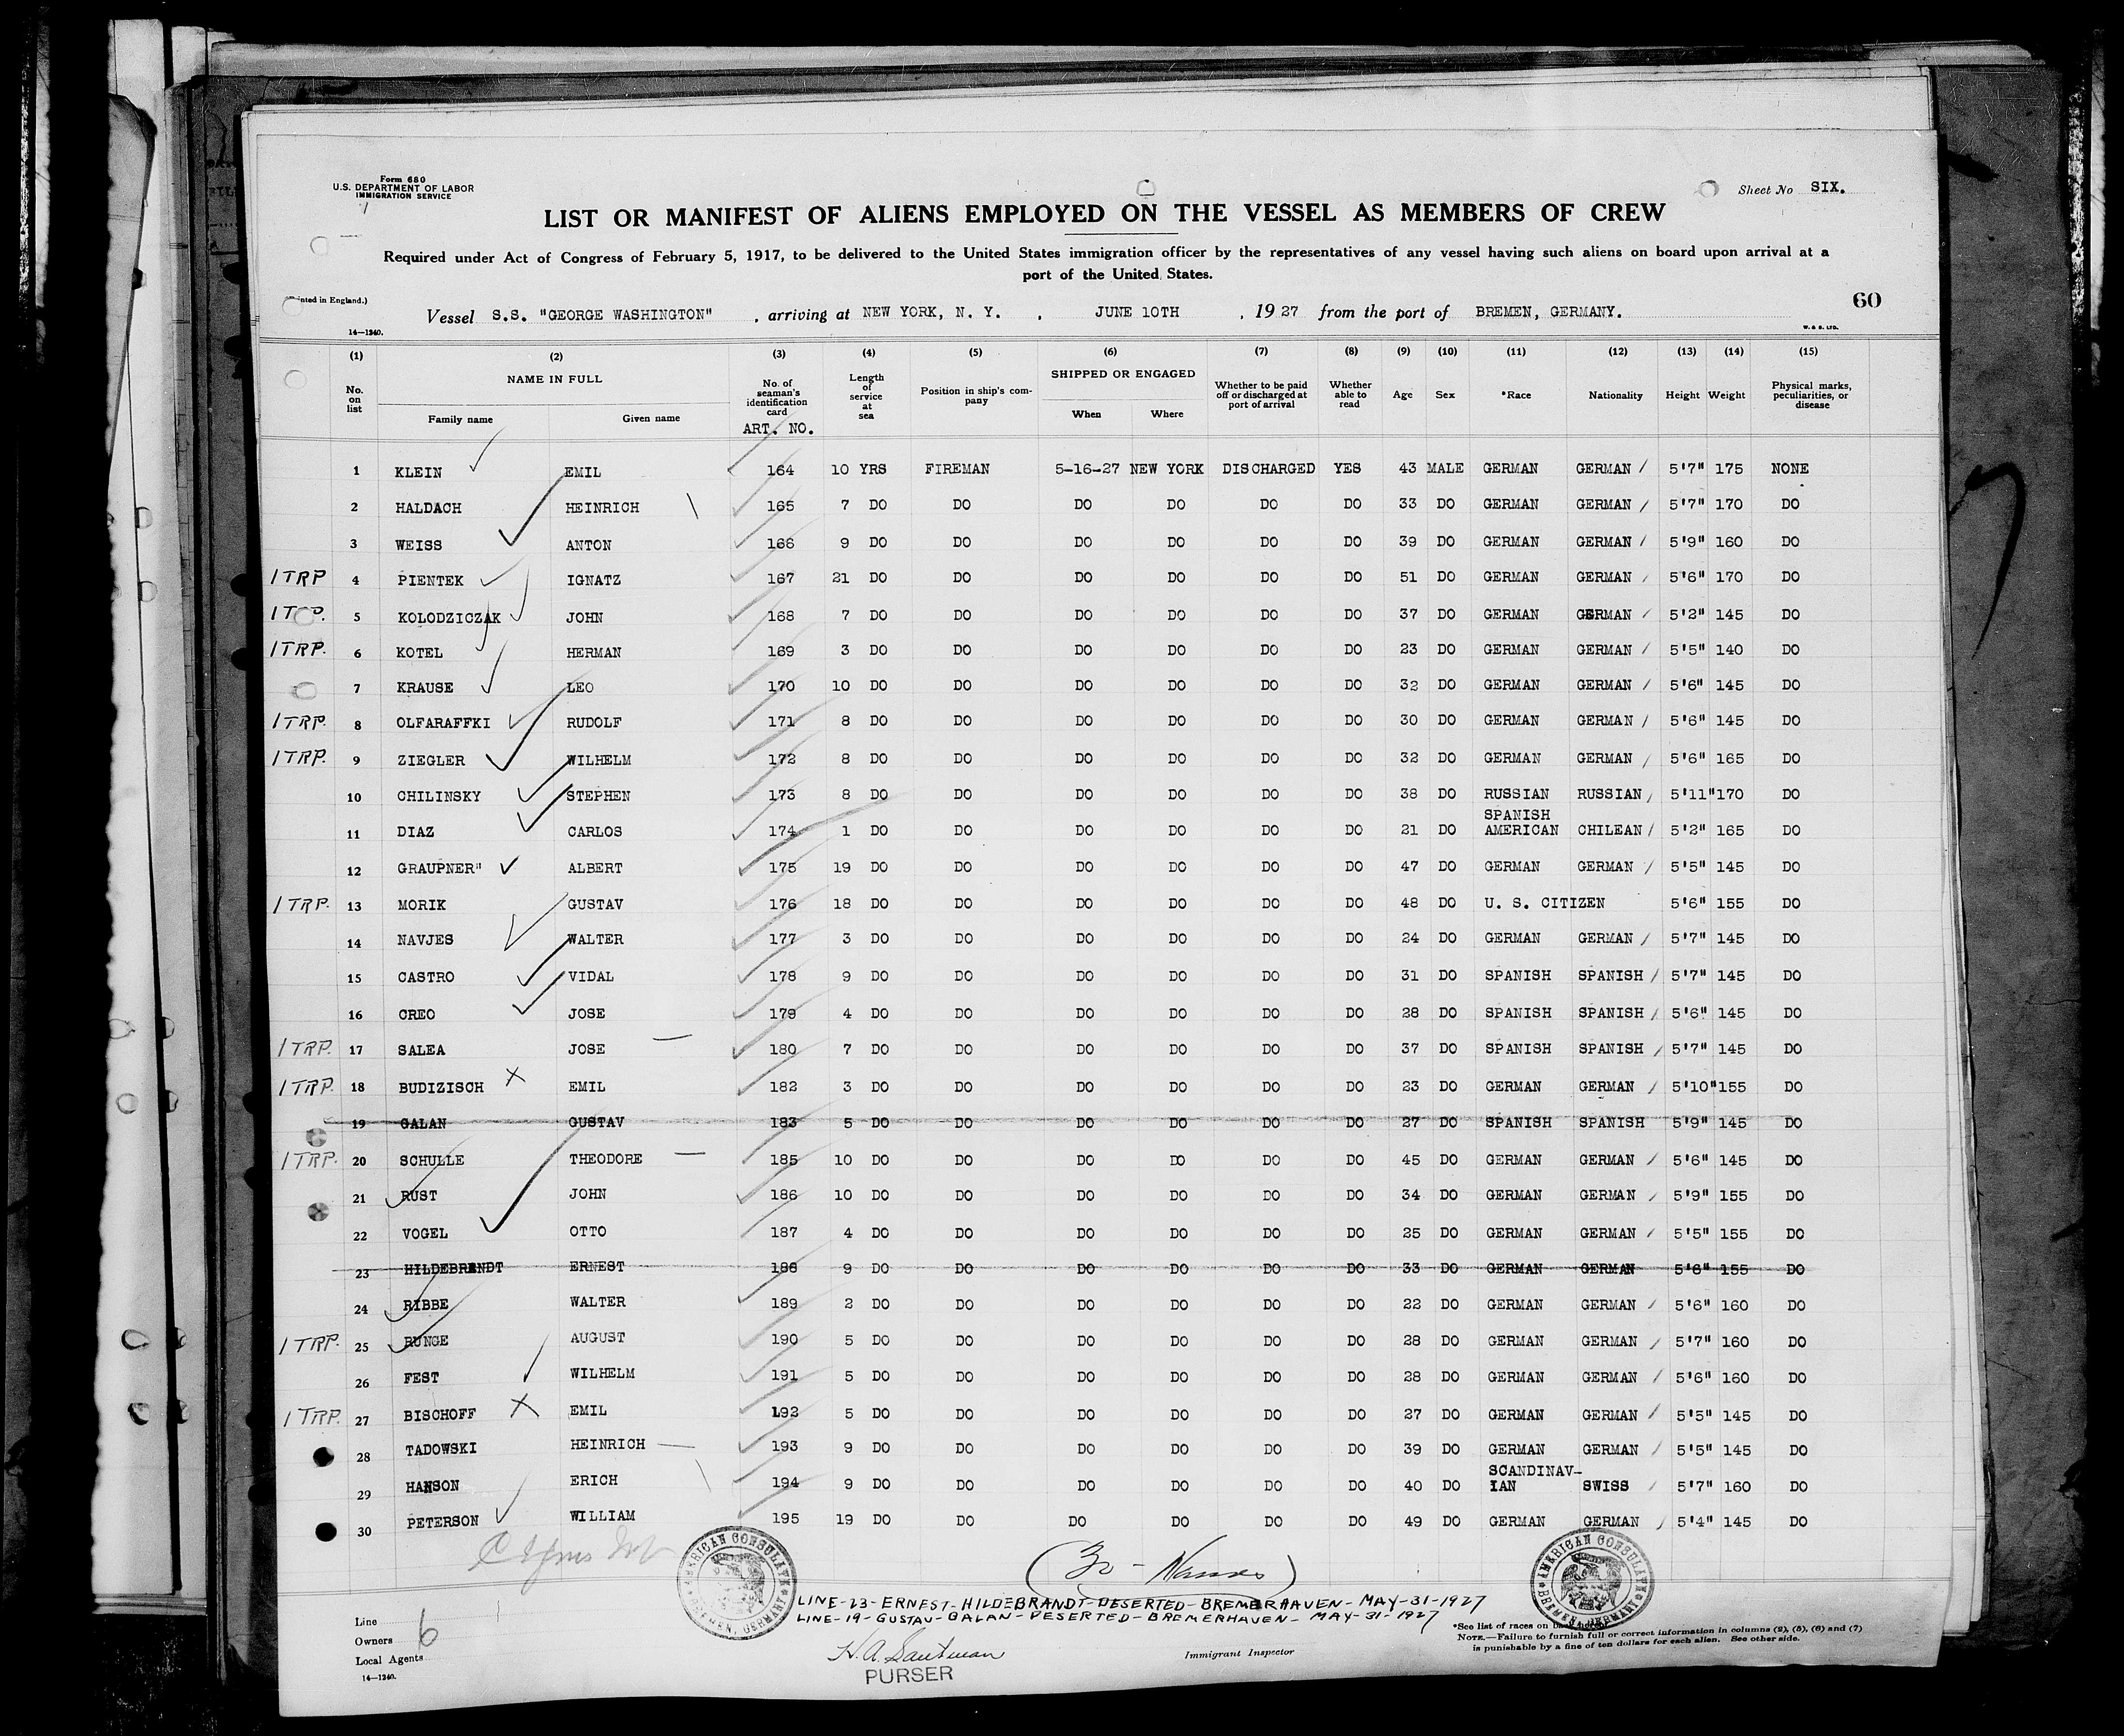 Form 680
U.S. DEPARTMENT OF LABOR
IMMIGRATION SERVICE
Sheet No SIX.
LIST OR MANIFEST OF ALIENS EMPLOYED ON THE VESSEL AS MEMBERS OF CREW
Required under Act of Congress of February 5, 1917, to be delivered to the United States immigration officer by the representatives of any vessel having such aliens on board upon arrival at a
port of the United States.
in England.)
60
Vessel S.S. "GEORGE WASHINGTON" , arriving at NEW YORK, N. Y. , JUNE 10TH , 1927 from the port of BREMEN, GERMANY.
14—1240. W. & S. LTD.
(1) (2) (3) (4) (5) (6) (7) (8) (9) (10) (11) (12) (13) (14) (15)
No. on list NAME IN FULL Family name Given name No. of seaman's identification card ART. NO. Length of service at sea Position in ship's company SHIPPED OR ENGAGED When Where Whether to be paid off or discharged at port of arrival Whether able to read Age Sex *Race Nationality Height Weight Physical marks, peculiarities, or disease
1 KLEIN EMIL 164 10 YRS FIREMAN 5-16-27 NEW YORK DISCHARGED YES 43 MALE GERMAN GERMAN 5'7" 175 NONE
2 HALDACH HEINRICH 165 7 DO DO DO DO DO DO 33 DO GERMAN GERMAN 5'7" 170 DO
3 WEISS ANTON 166 9 DO DO DO DO DO DO 39 DO GERMAN GERMAN 5'9" 160 DO
1 TRP 4 PIENTEK IGNATZ 167 21 DO DO DO DO DO DO 51 DO GERMAN GERMAN 5'6" 170 DO
1 T P. 5 KOLODZICZAK JOHN 168 7 DO DO DO DO DO DO 37 DO GERMAN GERMAN 5'2" 145 DO
1 TRP. 6 KOTEL HERMAN 169 3 DO DO DO DO DO DO 23 DO GERMAN GERMAN 5'5" 140 DO
7 KRAUSE LEO 170 10 DO DO DO DO DO DO 32 DO GERMAN GERMAN 5'6" 145 DO
1 TRP. 8 OLFARAFFKI RUDOLF 171 8 DO DO DO DO DO DO 30 DO GERMAN GERMAN 5'6" 145 DO
1 TRP. 9 ZIEGLER WILHELM 172 8 DO DO DO DO DO DO 32 DO GERMAN GERMAN 5'6" 165 DO
10 CHILINSKY STEPHEN 173 8 DO DO DO DO DO DO 38 DO RUSSIAN RUSSIAN 5'11" 170 DO
11 DIAZ CARLOS 174 1 DO DO DO DO DO DO 21 DO SPANISH AMERICAN CHILEAN 5'2" 165 DO
12 GRAUPNER" ALBERT 175 19 DO DO DO DO DO DO 47 DO GERMAN GERMAN 5'5" 145 DO
1 TRP. 13 MORIK GUSTAV 176 18 DO DO DO DO DO DO 48 DO U. S. CITIZEN 5'6" 155 DO
14 NAVJES WALTER 177 3 DO DO DO DO DO DO 24 DO GERMAN GERMAN 5'7" 145 DO
15 CASTRO VIDAL 178 9 DO DO DO DO DO DO 31 DO SPANISH SPANISH 5'7" 145 DO
16 CREO JOSE 179 4 DO DO DO DO DO DO 28 DO SPANISH SPANISH 5'6" 145 DO
1 TRP. 17 SALEA JOSE 180 7 DO DO DO DO DO DO 37 DO SPANISH SPANISH 5'7" 145 DO
1 TRP. 18 BUDIZISCH EMIL 182 3 DO DO DO DO DO DO 23 DO GERMAN GERMAN 5'10" 155 DO
19 GALAN GUSTAV 183 5 DO DO DO DO DO DO 27 DO SPANISH SPANISH 5'9" 145 DO
1 TRP. 20 SCHULLE THEODORE 185 10 DO DO DO DO DO DO 45 DO GERMAN GERMAN 5'6" 145 DO
21 RUST JOHN 186 10 DO DO DO DO DO DO 34 DO GERMAN GERMAN 5'9" 155 DO
22 VOGEL OTTO 187 4 DO DO DO DO DO DO 25 DO GERMAN GERMAN 5'5" 155 DO
23 HILDEBRANDT ERNEST 188 9 DO DO DO DO DO DO 33 DO GERMAN GERMAN 5'6" 155 DO
24 RIBBE WALTER 189 2 DO DO DO DO DO DO 22 DO GERMAN GERMAN 5'6" 160 DO
1 TRP. 25 RUNGE AUGUST 190 5 DO DO DO DO DO DO 28 DO GERMAN GERMAN 5'7" 160 DO
26 FEST WILHELM 191 5 DO DO DO DO DO DO 28 DO GERMAN GERMAN 5'6" 160 DO
1 TRP. 27 BISCHOFF EMIL 192 5 DO DO DO DO DO DO 27 DO GERMAN GERMAN 5'5" 145 DO
28 TADOWSKI HEINRICH 193 9 DO DO DO DO DO DO 39 DO GERMAN GERMAN 5'5" 145 DO
29 HANSON ERICH 194 9 DO DO DO DO DO DO 40 DO SCANDINAV-IAN SWISS 5'7" 160 DO
30 PETERSON WILLIAM 195 19 DO DO DO DO DO DO 49 DO GERMAN GERMAN 5'4" 145 DO
AMERICAN CONSULATE BREMEN, GERMANY
30 - Names
AMERICAN CONSULATE BREMEN, GERMANY
LINE-23-ERNEST-HILDEBRANDT-DESERTED-BREMERHAVEN-MAY-31-1927
LINE-19-GUSTAV-GALAN-DESERTED-BREMERHAVEN-MAY-31-1927
Line
Owners 6
Local Agents
14—1240.
H. A. Sautman
PURSER
Immigrant Inspector
*See list of races on back
NOTE.—Failure to furnish full or correct information in columns (2), (5), (6) and (7)
is punishable by a fine of ten dollars for each alien. See other side.